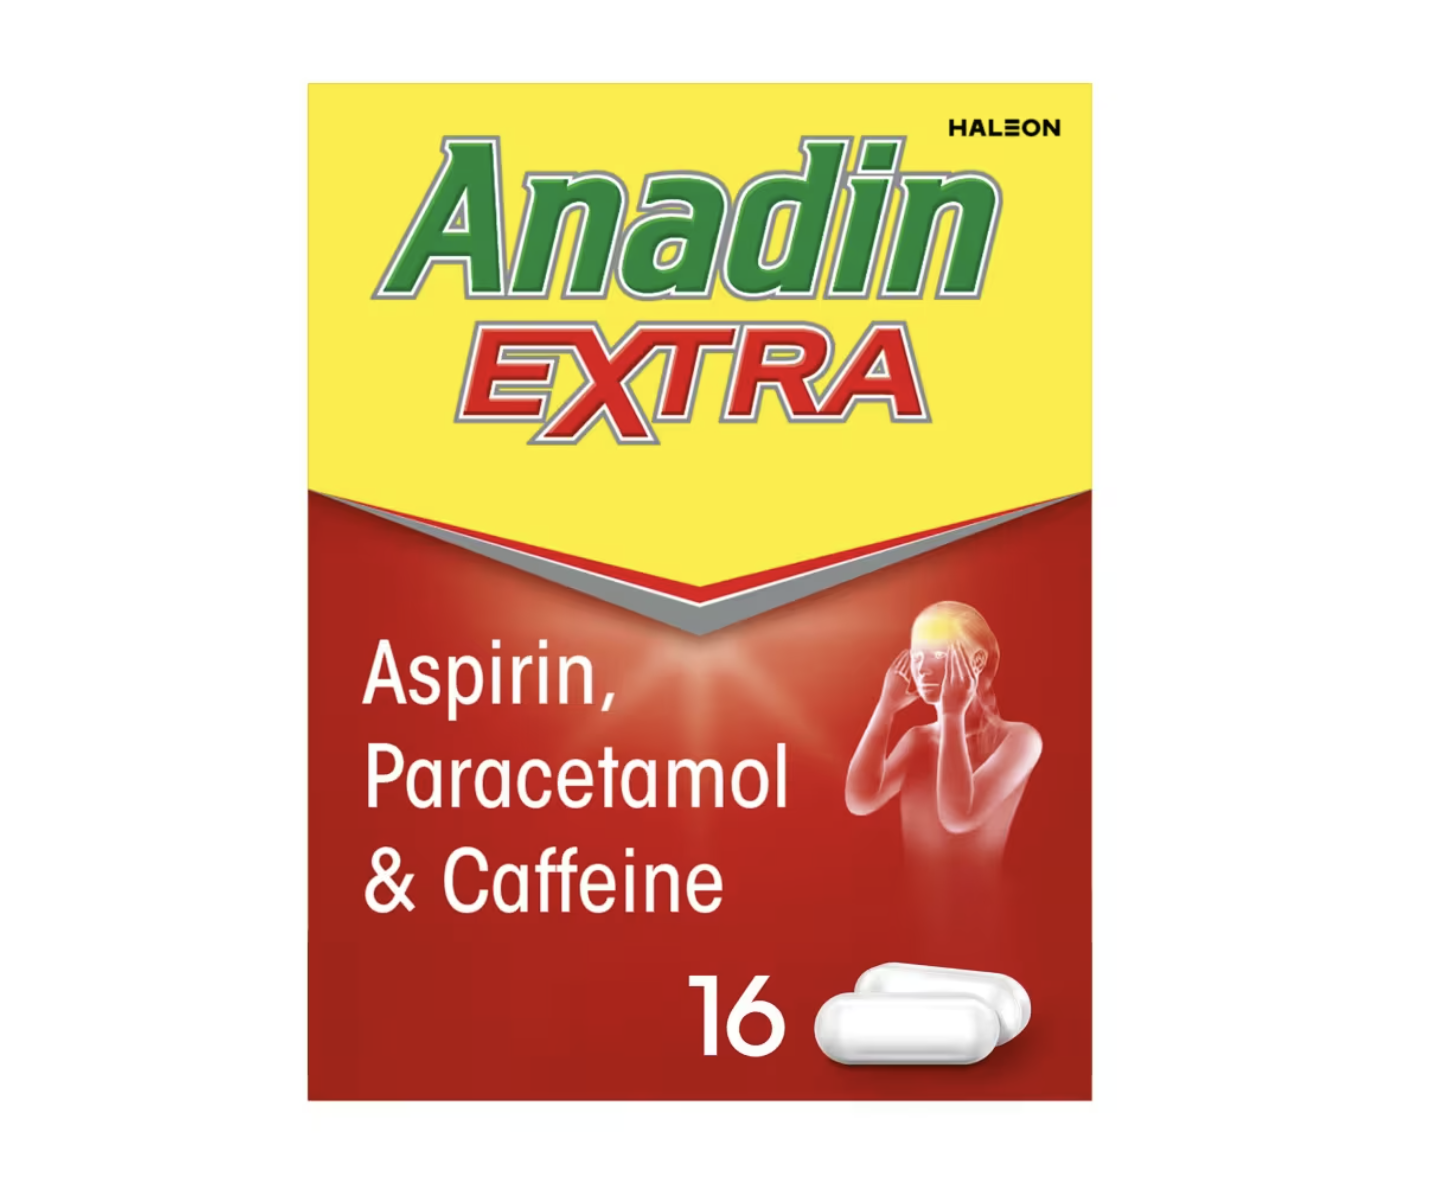 HALEON
Anadin
EXTRA
Aspirin,
Paracetamol
& Caffeine
16